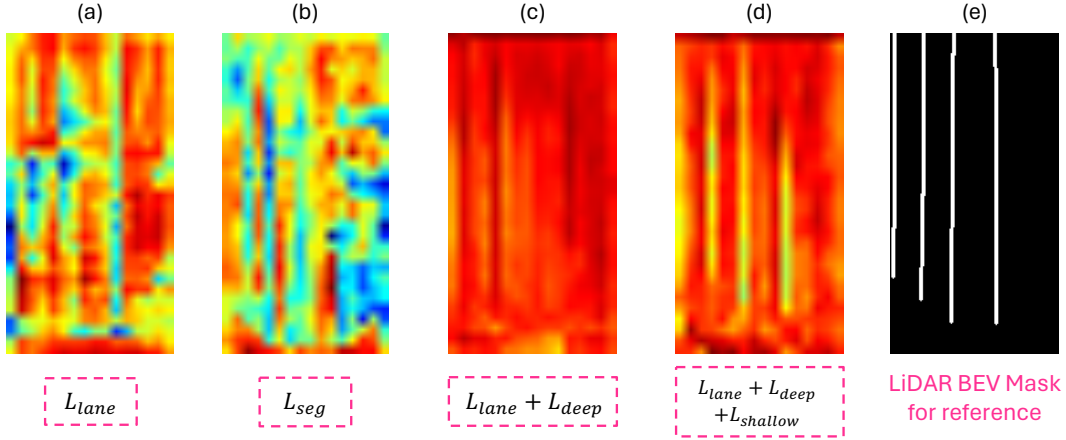 (a) (b) (c) (d) (e)
L_lane
L_seg
L_lane + L_deep
L_lane + L_deep
+L_shallow
LiDAR BEV Mask
for reference